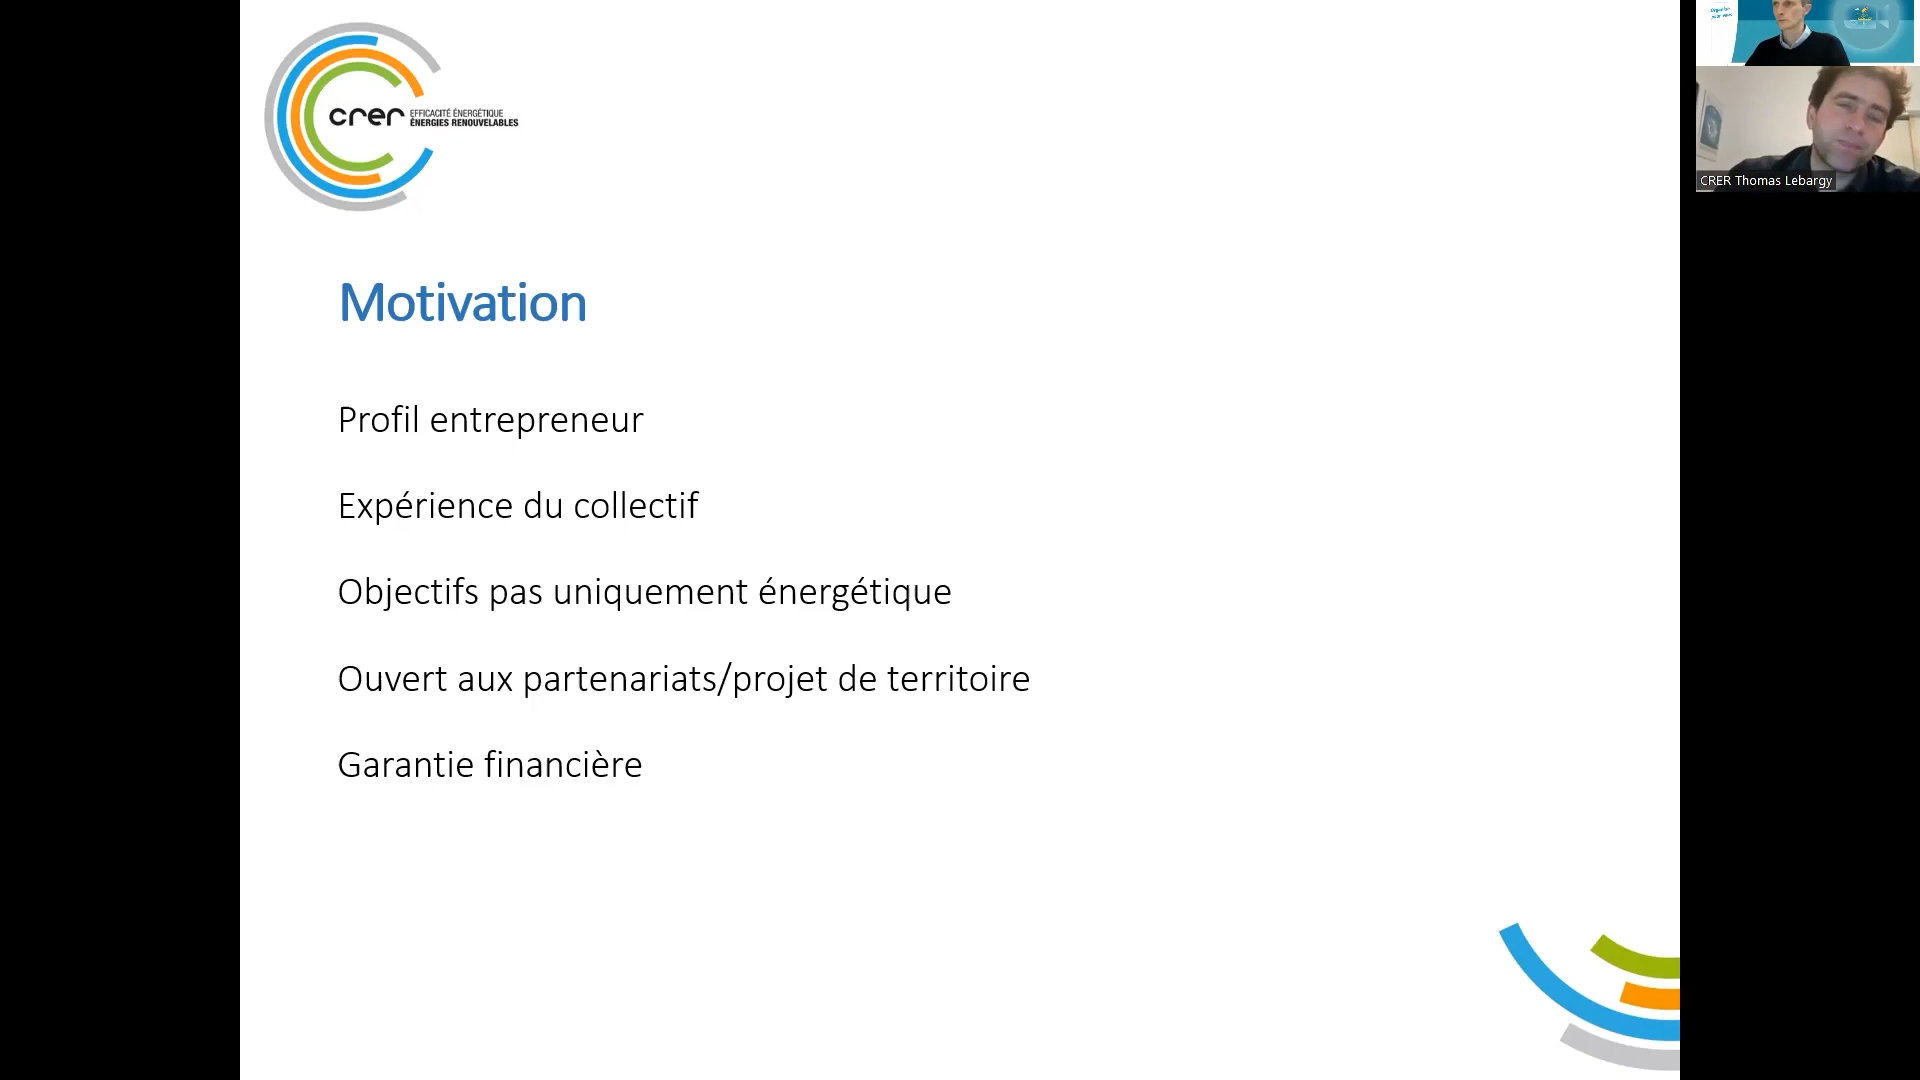 crer
EFFICACITÉ ÉNERGÉTIQUE
ÉNERGIES RENOUVELABLES
Motivation
Profil entrepreneur
Expérience du collectif
Objectifs pas uniquement énergétique
Ouvert aux partenariats/projet de territoire
Garantie financière
CRER Thomas Lebargy